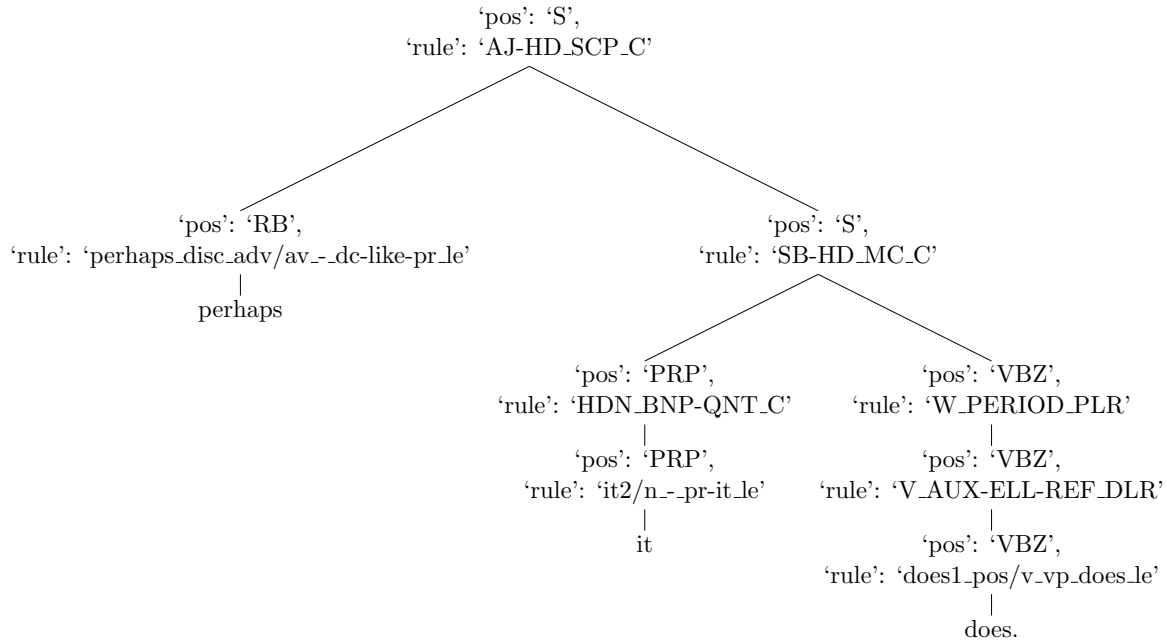 ‘pos’: ‘S’,
‘rule’: ‘AJ-HD_SCP_C’
‘pos’: ‘RB’,
‘rule’: ‘perhaps_disc_adv/av_-_dc-like-pr_le’
perhaps
‘pos’: ‘S’,
‘rule’: ‘SB-HD_MC_C’
‘pos’: ‘PRP’,
‘rule’: ‘HDN_BNP-QNT_C’
‘pos’: ‘PRP’,
‘rule’: ‘it2/n_-_pr-it_le’
it
‘pos’: ‘VBZ’,
‘rule’: ‘W_PERIOD_PLR’
‘pos’: ‘VBZ’,
‘rule’: ‘V_AUX-ELL-REF_DLR’
‘pos’: ‘VBZ’,
‘rule’: ‘does1_pos/v_vp_does_le’
does.